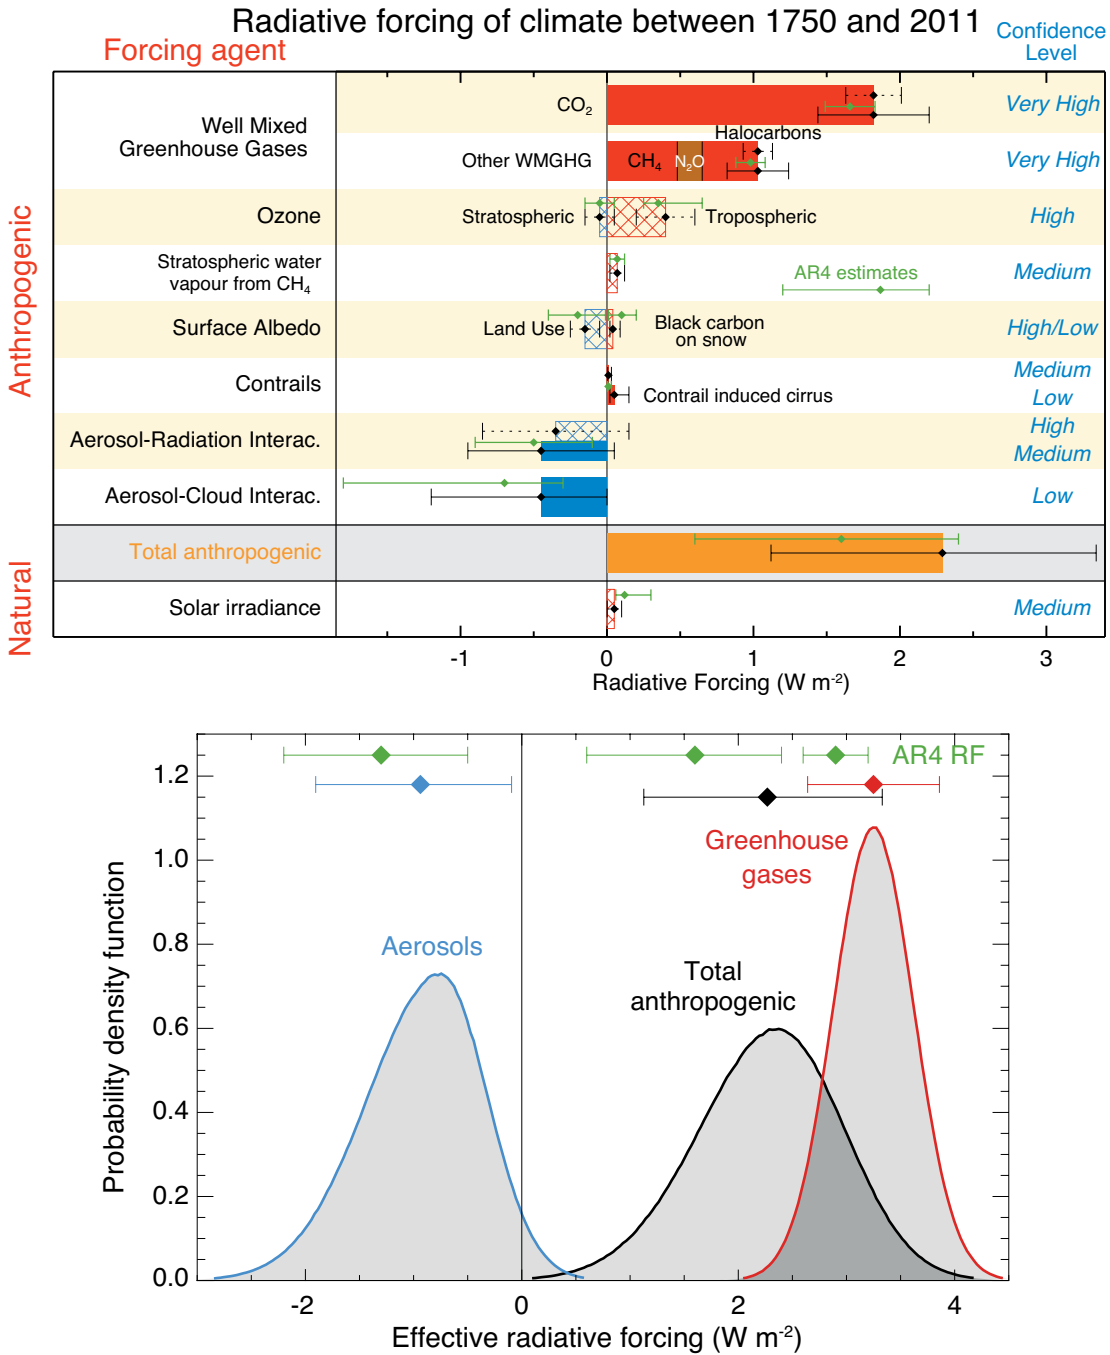 Radiative forcing of climate between 1750 and 2011
Forcing agent
Confidence
Level
Anthropogenic
Natural
Well Mixed
Greenhouse Gases
CO2
Very High
Other WMGHG
CH4
N2O
Halocarbons
Very High
Ozone
Stratospheric
Tropospheric
High
Stratospheric water
vapour from CH4
AR4 estimates
Medium
Surface Albedo
Land Use
Black carbon
on snow
High/Low
Contrails
Contrail induced cirrus
Medium
Low
Aerosol-Radiation Interac.
High
Medium
Aerosol-Cloud Interac.
Low
Total anthropogenic
Solar irradiance
Medium
-1 0 1 2 3
Radiative Forcing (W m-2)
AR4 RF
1.2
1.0
0.8
0.6
0.4
0.2
0.0
Probability density function
Greenhouse
gases
Aerosols
Total
anthropogenic
-2 0 2 4
Effective radiative forcing (W m-2)